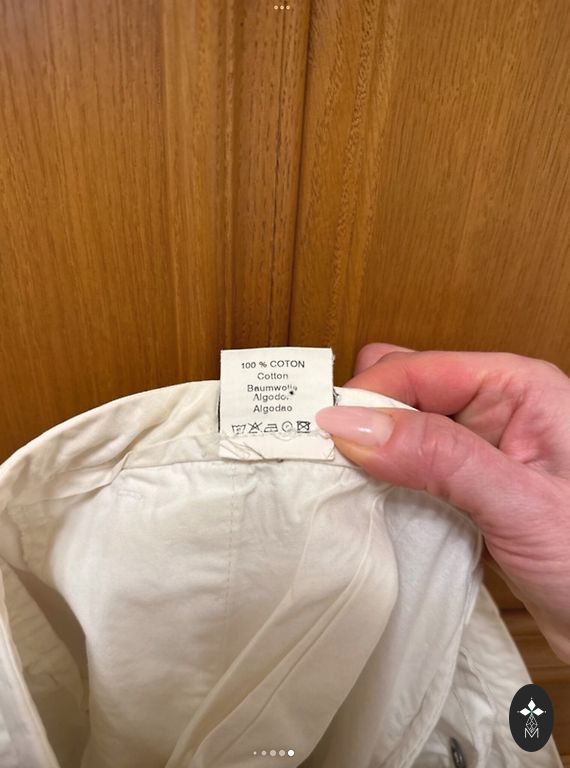 100 % COTON
Cotton
Baumwolle
Algodon
Algodao
M